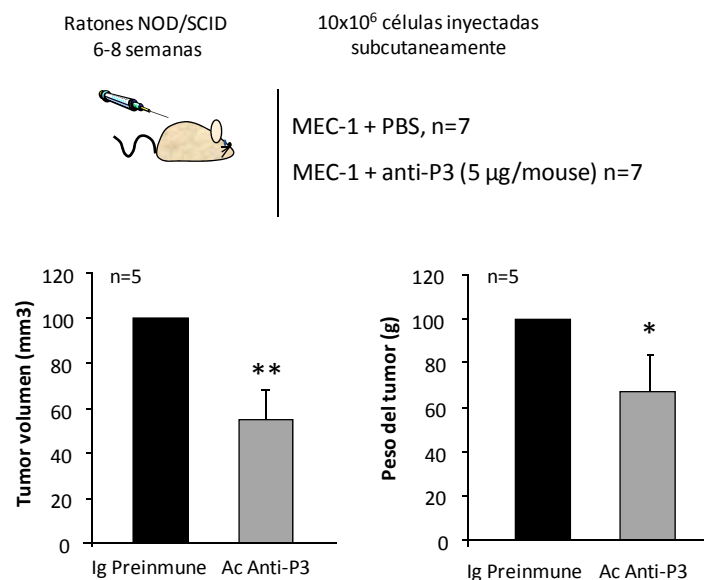 Ratones NOD/SCID
6-8 semanas
10x10⁶ células inyectadas
subcutaneamente
MEC-1 + PBS, n=7
MEC-1 + anti-P3 (5 µg/mouse) n=7
Tumor volumen (mm3)
120
100
80
60
40
20
0
n=5
**
Ig Preinmune Ac Anti-P3
Peso del tumor (g)
120
100
80
60
40
20
0
n=5
*
Ig Preinmune Ac Anti-P3